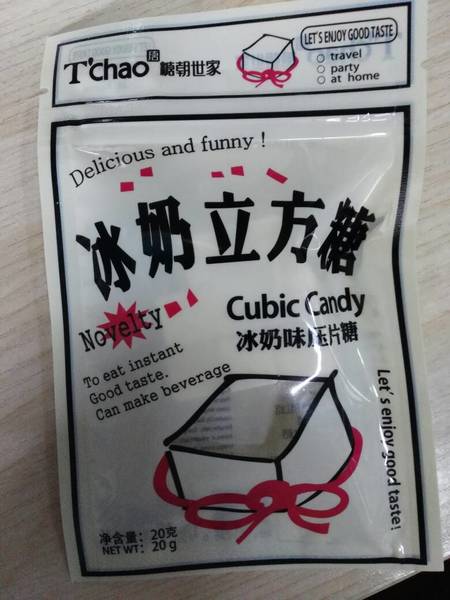 T'chao 唐 糖朝世家
LET'S ENJOY GOOD TASTE
travel
party
at home
Delicious and funny!
冰奶立方糖
Novelty
Cubic Candy
冰奶味压片糖
To eat instant
Good taste.
Can make beverage
Let's enjoy good taste!
净含量：20克
NET WT：20g